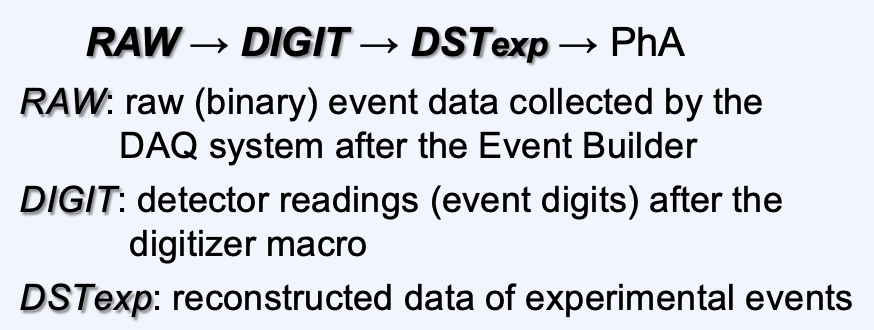 RAW → DIGIT → DSTexp → PhA
RAW: raw (binary) event data collected by the
DAQ system after the Event Builder
DIGIT: detector readings (event digits) after the
digitizer macro
DSTexp: reconstructed data of experimental events